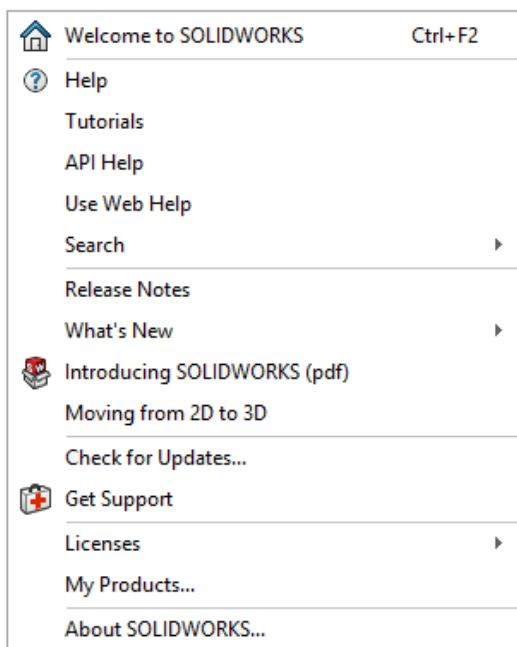 Welcome to SOLIDWORKS Ctrl+F2
Help
Tutorials
API Help
Use Web Help
Search
Release Notes
What's New
Introducing SOLIDWORKS (pdf)
Moving from 2D to 3D
Check for Updates...
Get Support
Licenses
My Products...
About SOLIDWORKS...